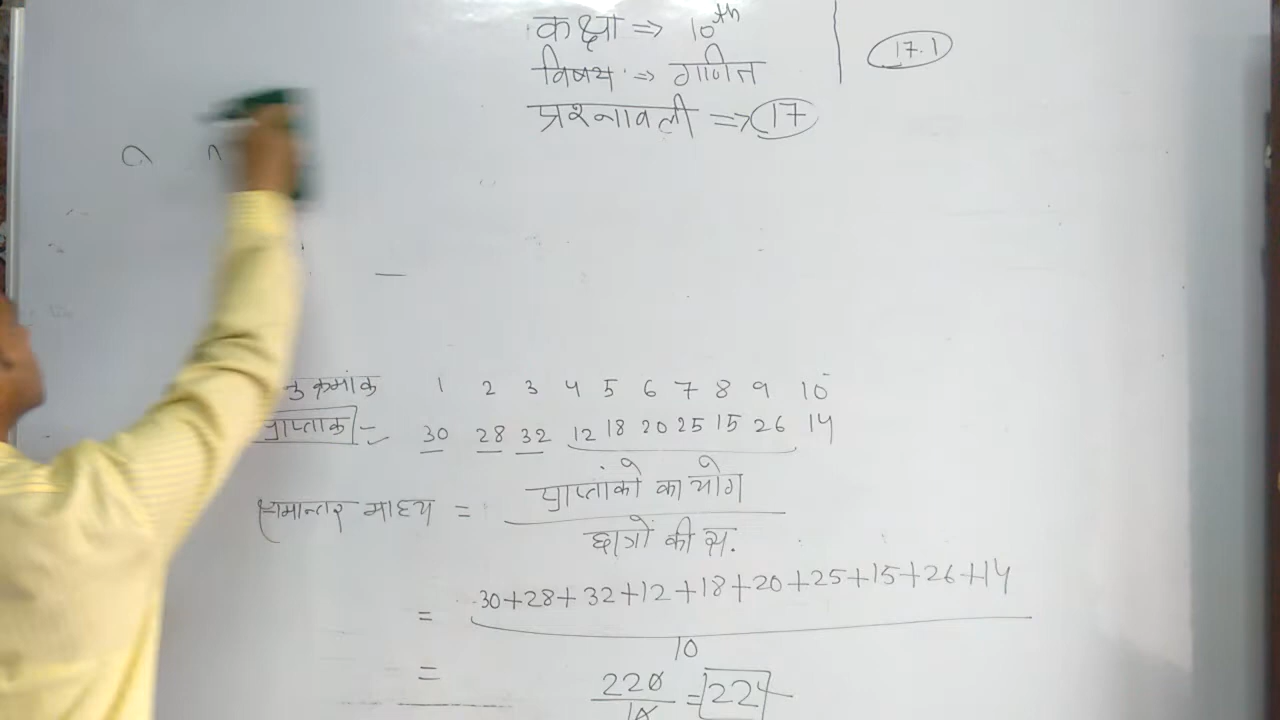 कक्षा ⇒ 10th
17.1
विषय ⇒ गणित
प्रश्नावली ⇒ 17
नुक्रमांक 1 2 3 4 5 6 7 8 9 10
प्राप्तांक - 30 28 32 12 18 20 25 15 26 14
समान्तर माध्य = प्राप्तांको का योग
छात्रों की स.
= 30+28+32+12+18+20+25+15+26+14
10
= 220 = 22
10